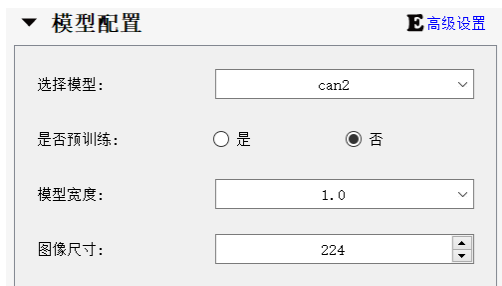 模型配置 E高级设置
选择模型: can2
是否预训练: 是 否
模型宽度: 1.0
图像尺寸: 224